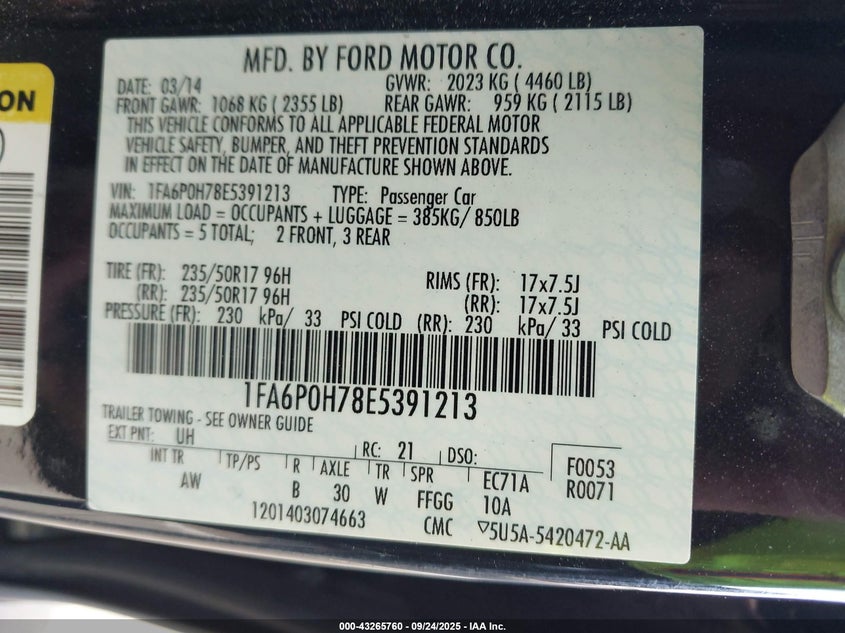 ON
MFD. BY FORD MOTOR CO.
DATE: 03/14 GVWR: 2023 KG ( 4460 LB)
FRONT GAWR: 1068 KG ( 2355 LB) REAR GAWR: 959 KG ( 2115 LB)
THIS VEHICLE CONFORMS TO ALL APPLICABLE FEDERAL MOTOR
VEHICLE SAFETY, BUMPER, AND THEFT PREVENTION STANDARDS
IN EFFECT ON THE DATE OF MANUFACTURE SHOWN ABOVE.
VIN: 1FA6P0H78E5391213 TYPE: Passenger Car
MAXIMUM LOAD = OCCUPANTS + LUGGAGE = 385KG/ 850LB
OCCUPANTS = 5 TOTAL; 2 FRONT, 3 REAR
TIRE (FR): 235/50R17 96H RIMS (FR): 17x7.5J
(RR): 235/50R17 96H (RR): 17x7.5J
PRESSURE (FR): 230 kPa/ 33 PSI COLD (RR): 230 kPa/ 33 PSI COLD
1FA6P0H78E5391213
TRAILER TOWING - SEE OWNER GUIDE
EXT PNT: UH RC: 21 DSO: F0053
INT TR TP/PS R AXLE TR SPR EC71A R0071
AW B 30 W FFGG 10A
1201403074663 CMC ▽5U5A-5420472-AA
000-43265760 - 09/24/2025 - IAA Inc.